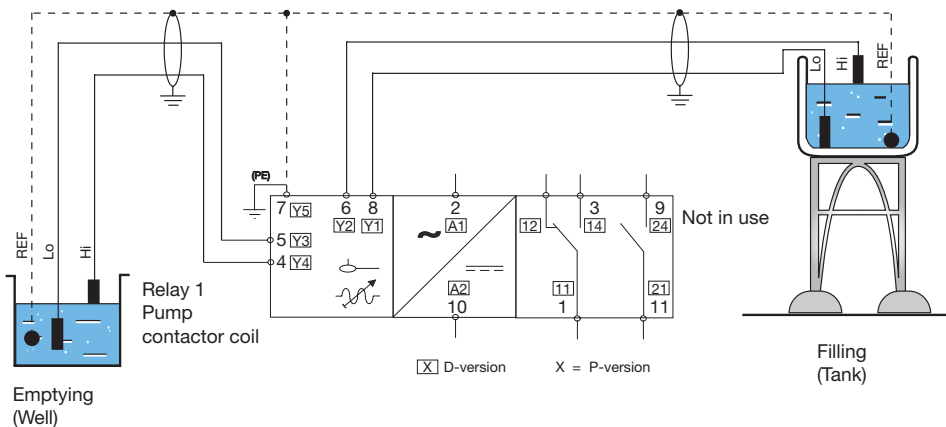 Lo
Hi
REF
(PE)
7 Y5
6
8
2
3
9
Not in use
Y2
Y1
~
A1
12
14
24
REF
Lo
Hi
5 Y3
4 Y4
A2
11
21
10
1
11
Relay 1
Pump
contactor coil
X D-version
X = P-version
Filling
(Tank)
Emptying
(Well)